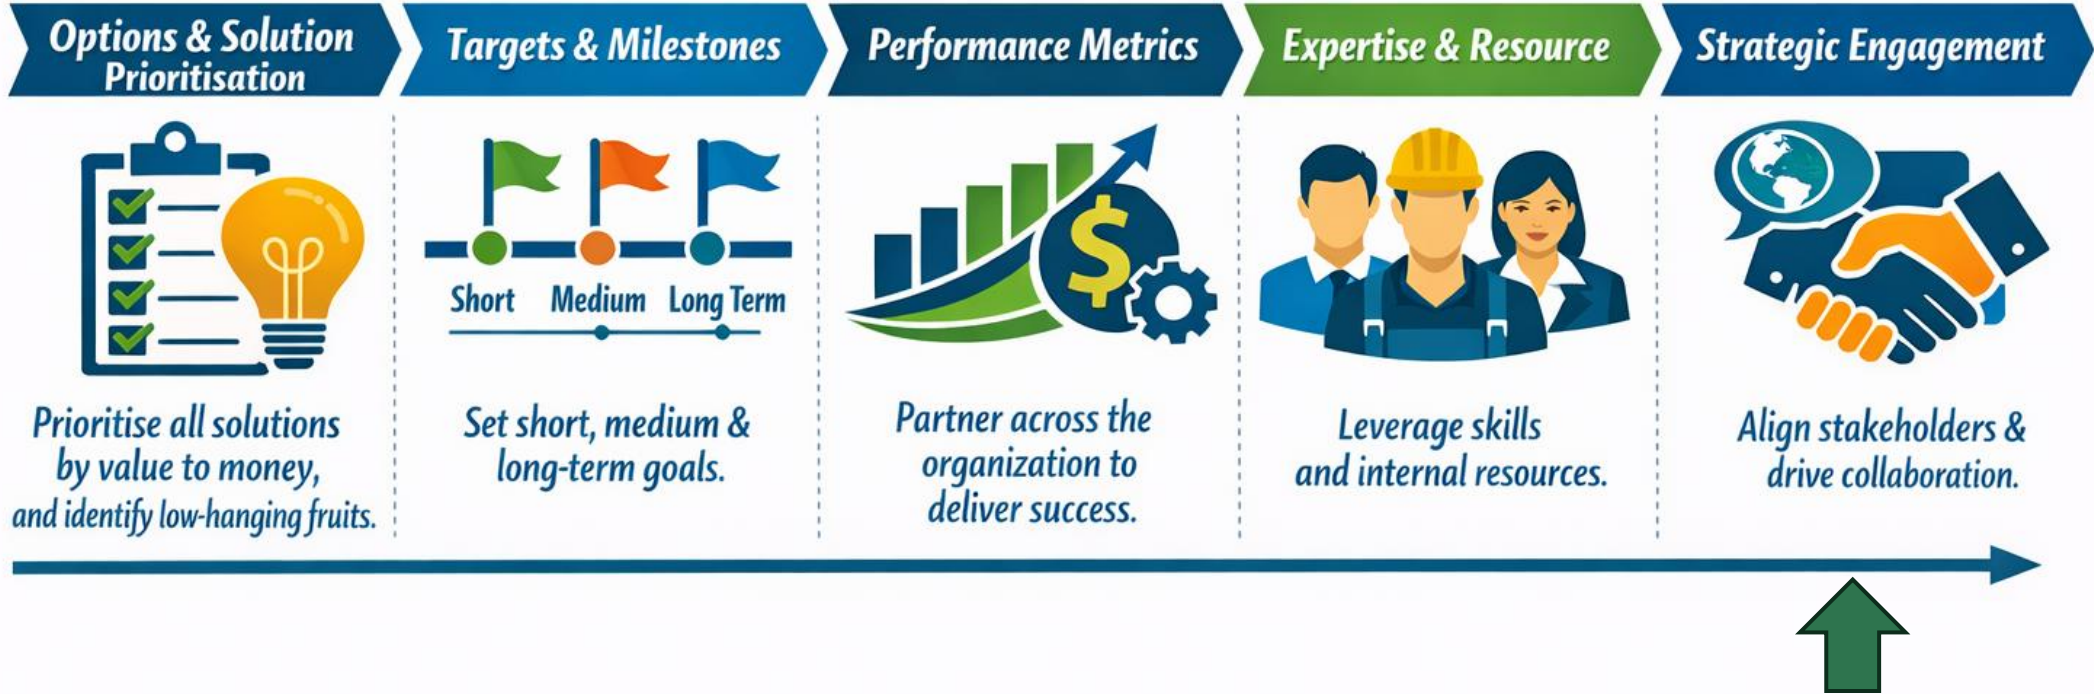 Options & Solution
Prioritisation
Targets & Milestones
Performance Metrics
Expertise & Resource
Strategic Engagement
Short
Medium
Long Term
Prioritise all solutions
by value to money,
and identify low-hanging fruits.
Set short, medium &
long-term goals.
$
Partner across the
organization to
deliver success.
Leverage skills
and internal resources.
Align stakeholders &
drive collaboration.